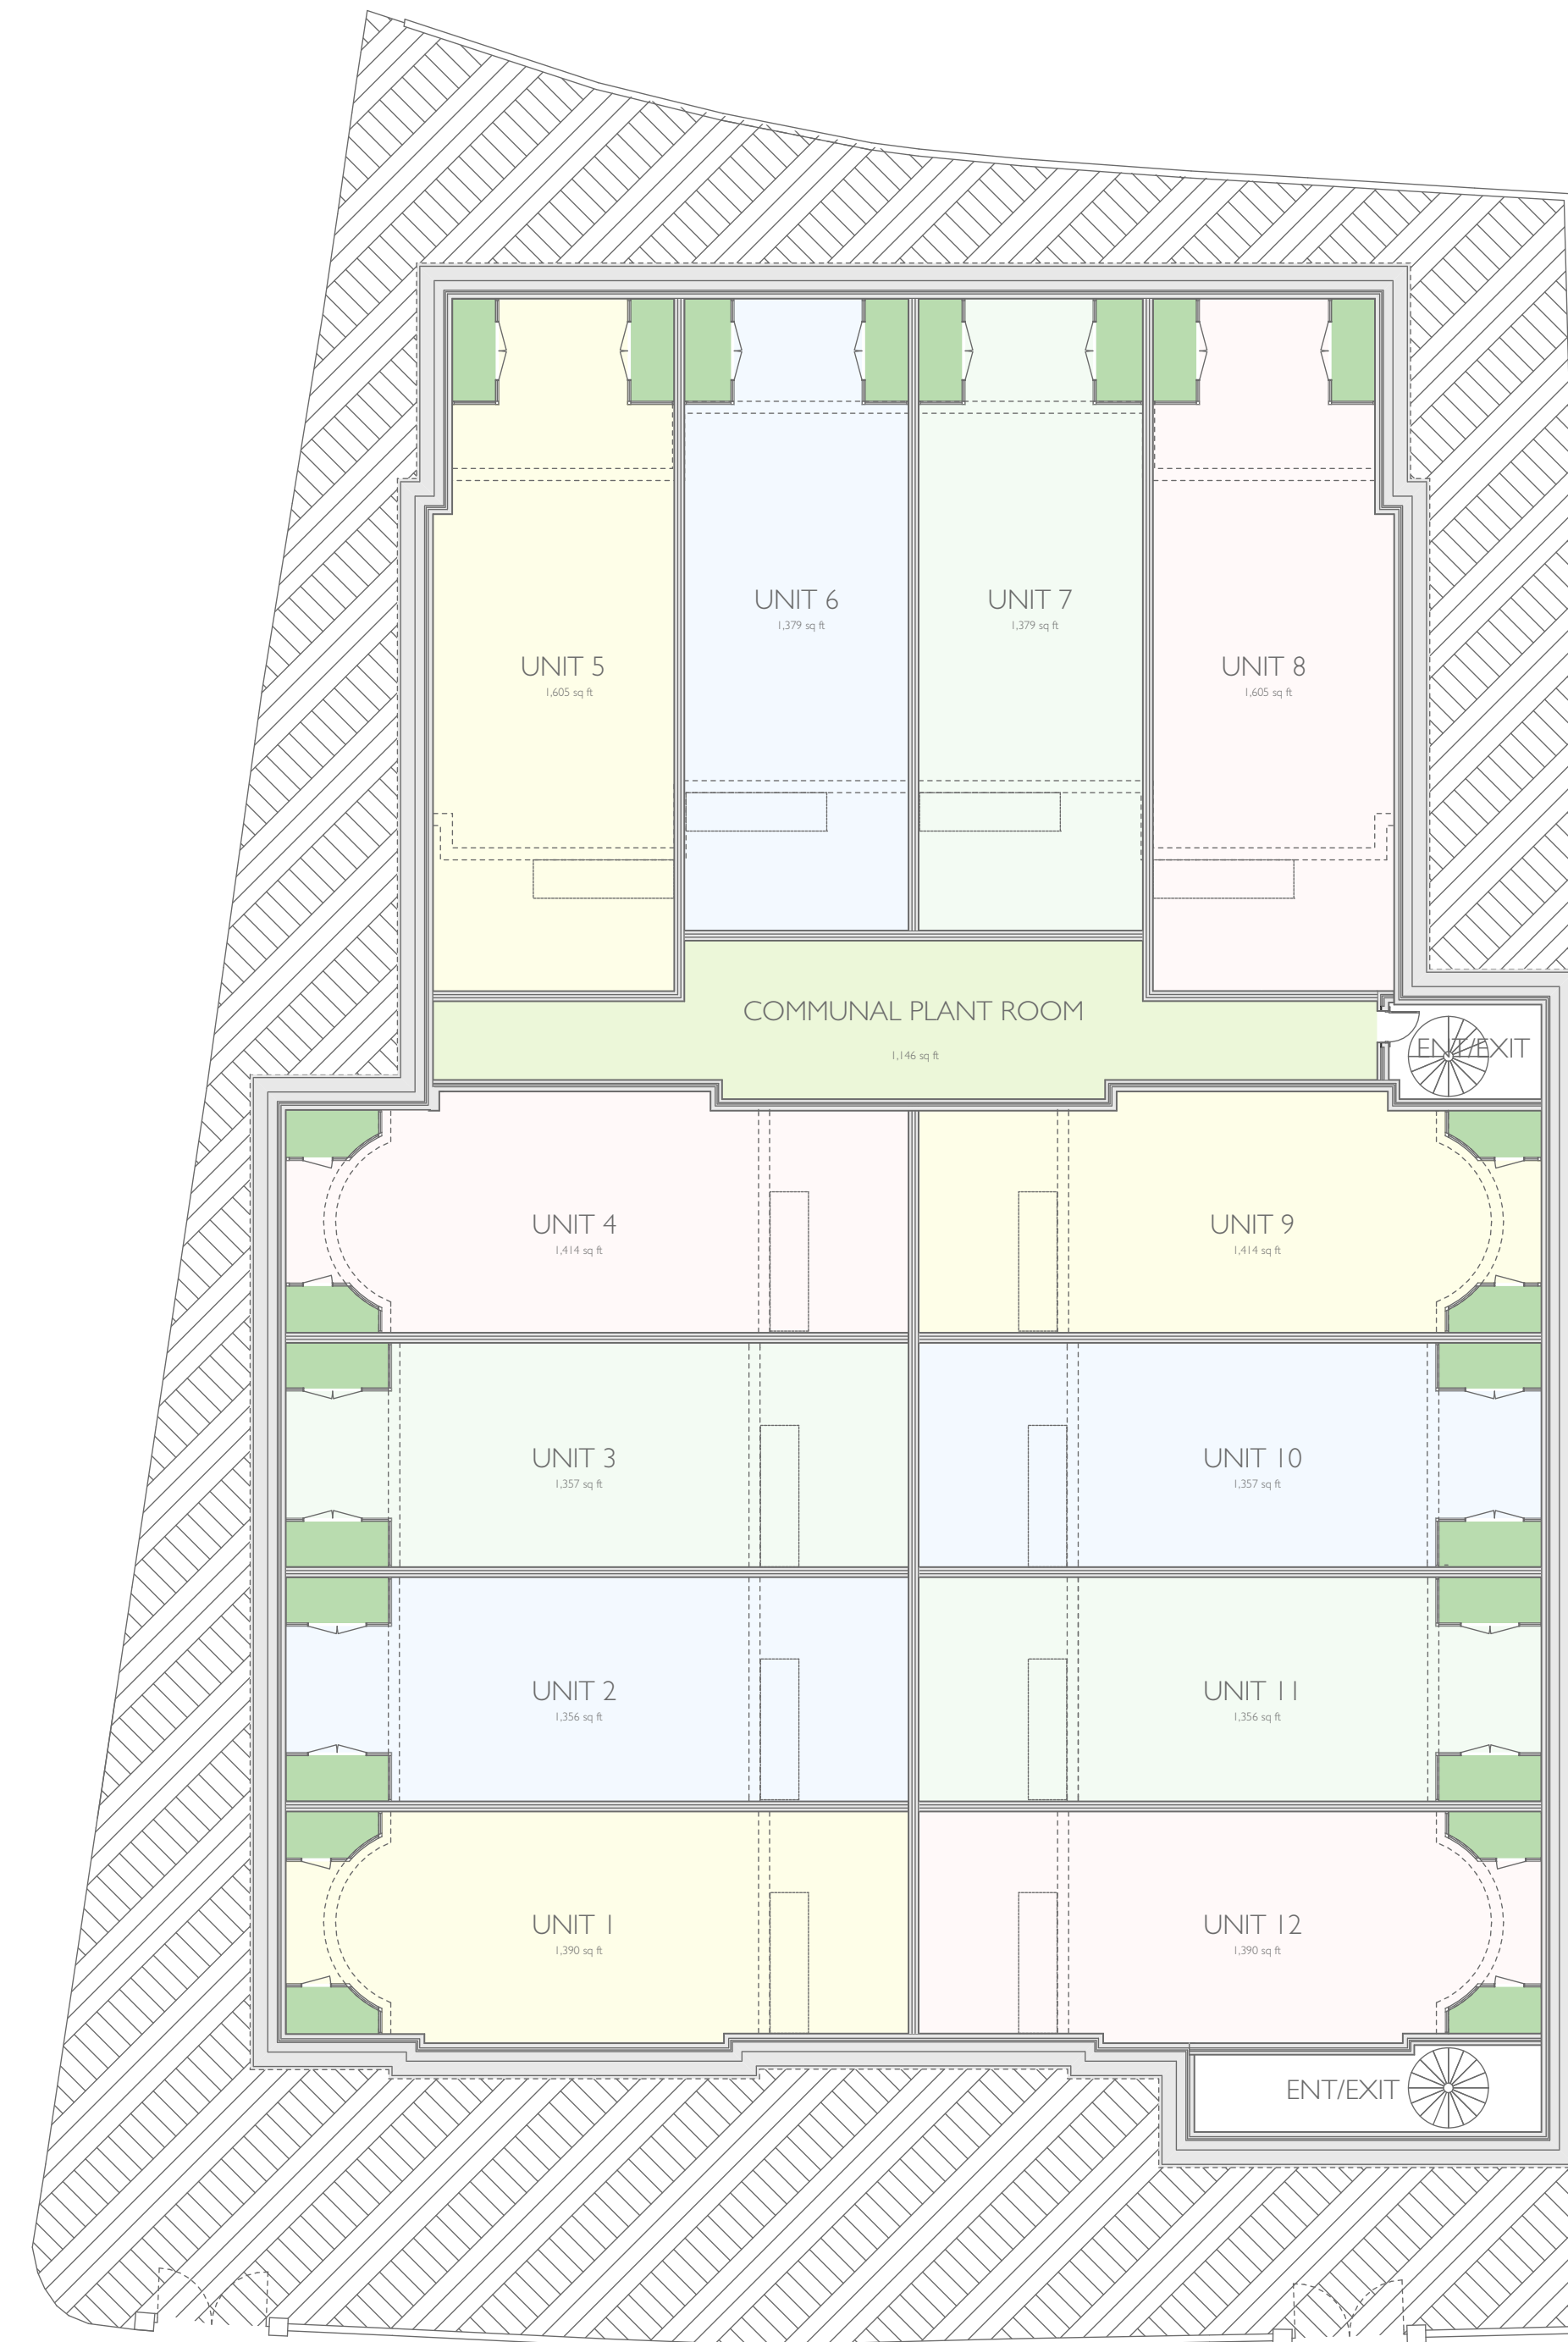 UNIT 6
1,379 sq ft
UNIT 7
1,379 sq ft
UNIT 5
1,605 sq ft
UNIT 8
1,605 sq ft
COMMUNAL PLANT ROOM
1,146 sq ft
ENT/EXIT
UNIT 4
1,414 sq ft
UNIT 9
1,414 sq ft
UNIT 3
1,357 sq ft
UNIT 10
1,357 sq ft
UNIT 2
1,356 sq ft
UNIT 11
1,356 sq ft
UNIT 1
1,390 sq ft
UNIT 12
1,390 sq ft
ENT/EXIT